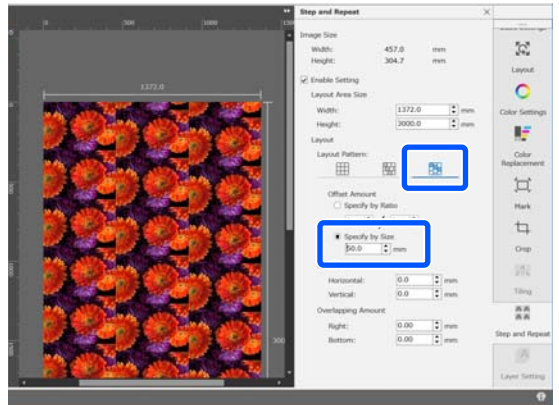 Step and Repeat
Image Size
Width: 457.0 mm
Height: 304.7 mm
Enable Setting
Layout Area Size
Width: 1372.0 mm
Height: 3000.0 mm
Layout
Layout Pattern:
Offset Amount
Specify by Ratio
Specify by Size
50.0 mm
Horizontal: 0.0 mm
Vertical: 0.0 mm
Overlapping Amount
Right: 0.00 mm
Bottom: 0.00 mm
0 500 1000
1372.0
Layout
Color Settings
Color
Replacement
Mark
Crop
Tiling
Step and Repeat
Layer Setting